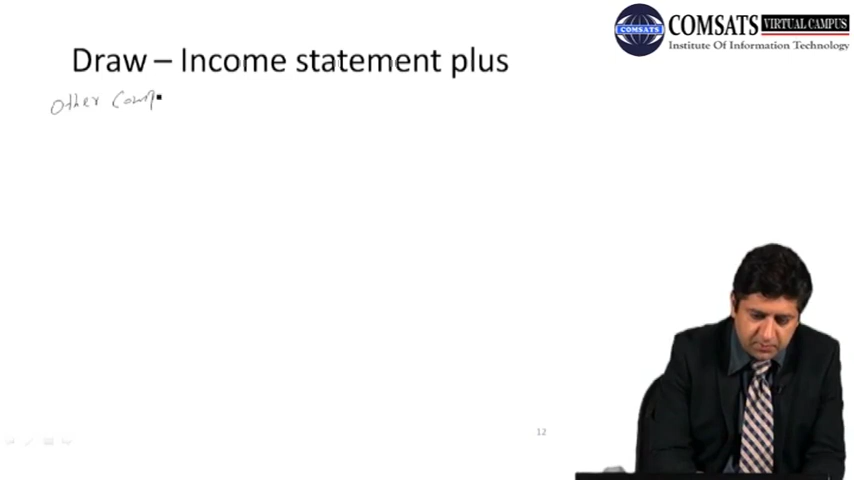 COMSATS
COMSATS VIRTUAL CAMPUS
Institute Of Information Technology
Draw – Income statement plus
Other Comp
12